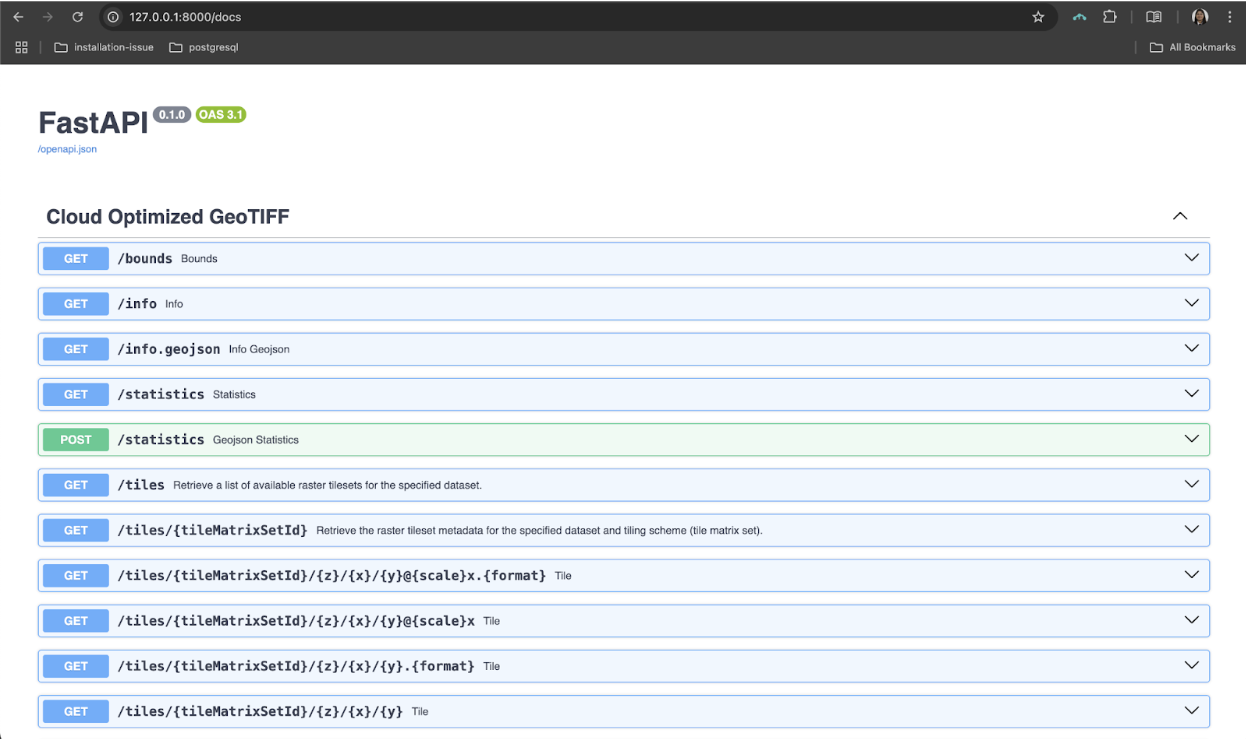 127.0.0.1:8000/docs
installation-issue postgresql All Bookmarks
FastAPI 0.1.0 OAS 3.1
/openapi.json
Cloud Optimized GeoTIFF
GET /bounds Bounds
GET /info Info
GET /info.geojson Info Geojson
GET /statistics Statistics
POST /statistics Geojson Statistics
GET /tiles Retrieve a list of available raster tilesets for the specified dataset.
GET /tiles/{tileMatrixSetId} Retrieve the raster tileset metadata for the specified dataset and tiling scheme (tile matrix set).
GET /tiles/{tileMatrixSetId}/{z}/{x}/{y}@{scale}x.{format} Tile
GET /tiles/{tileMatrixSetId}/{z}/{x}/{y}@{scale}x Tile
GET /tiles/{tileMatrixSetId}/{z}/{x}/{y}.{format} Tile
GET /tiles/{tileMatrixSetId}/{z}/{x}/{y} Tile